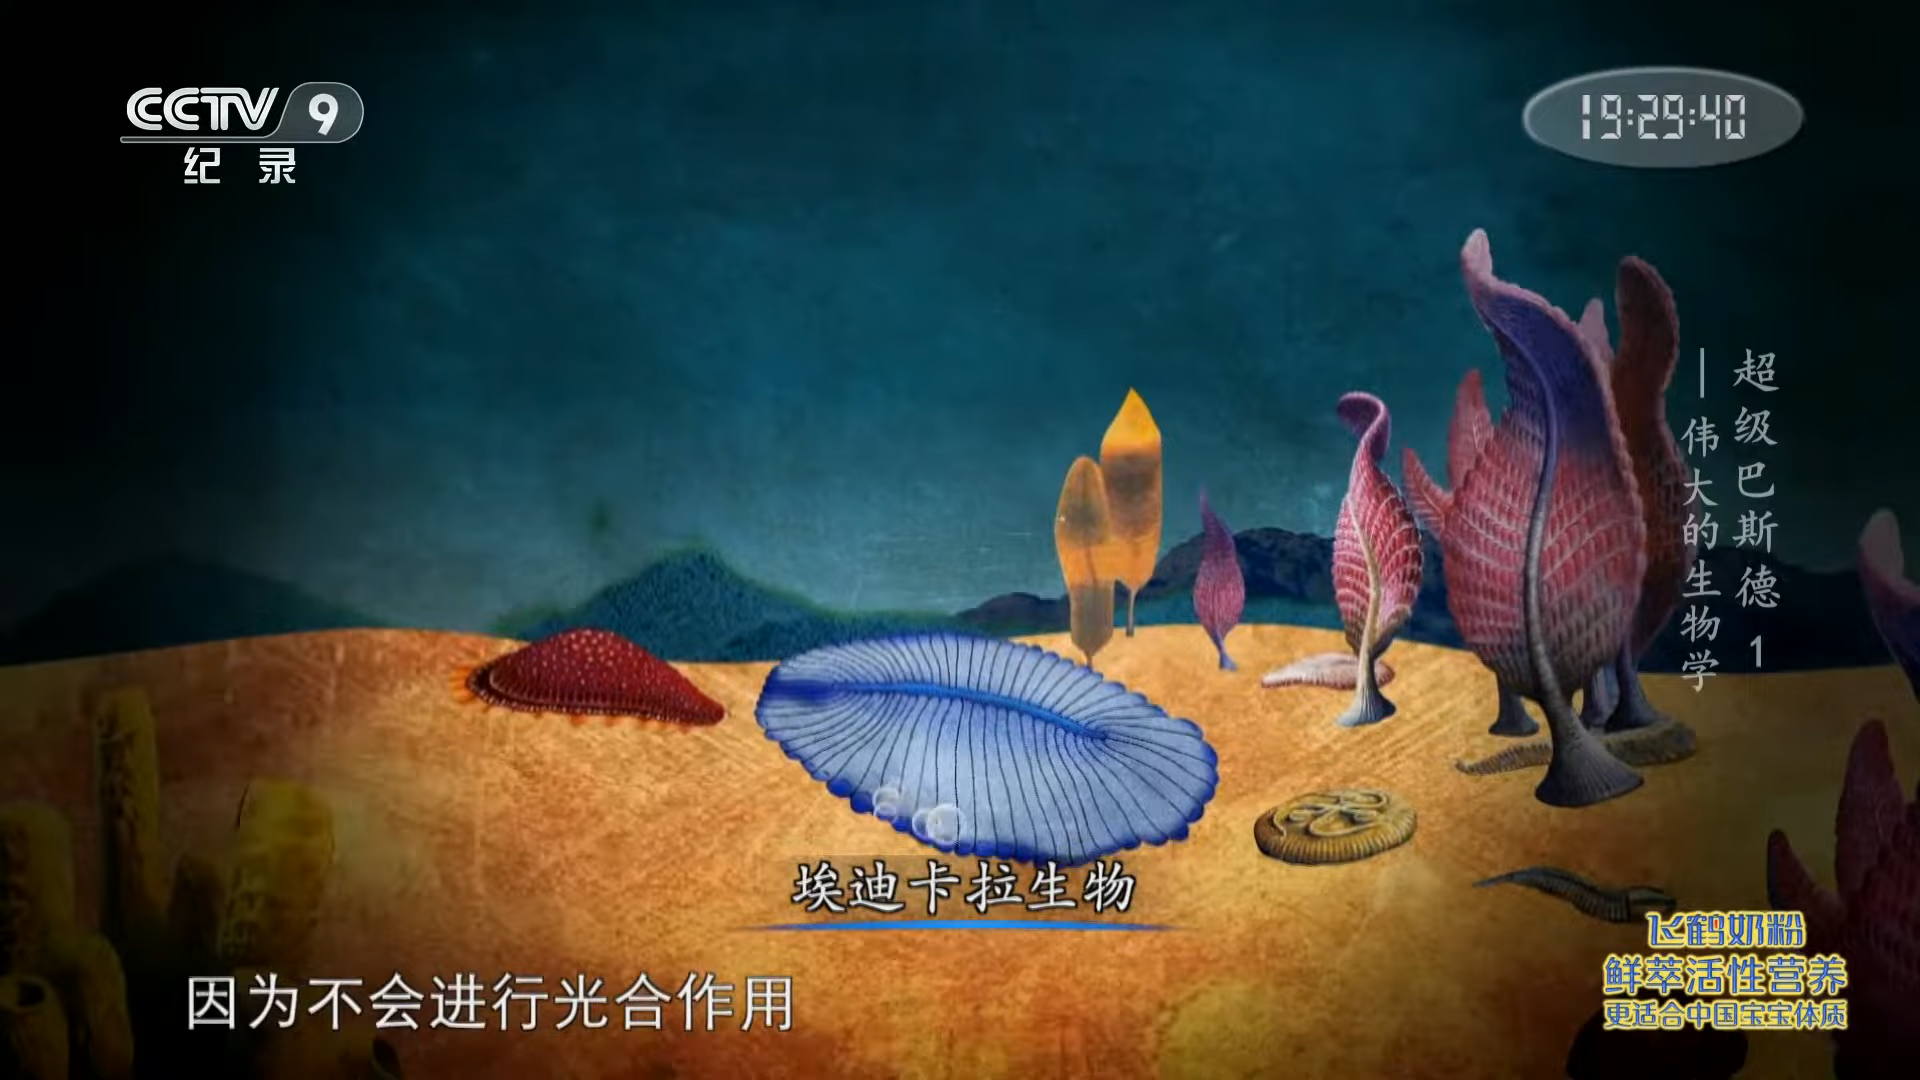 CCTV 9
纪录
19:29:40
超级巴斯德 1
—伟大的生物学
埃迪卡拉生物
因为不会进行光合作用
飞鹤奶粉
鲜萃活性营养
更适合中国宝宝体质